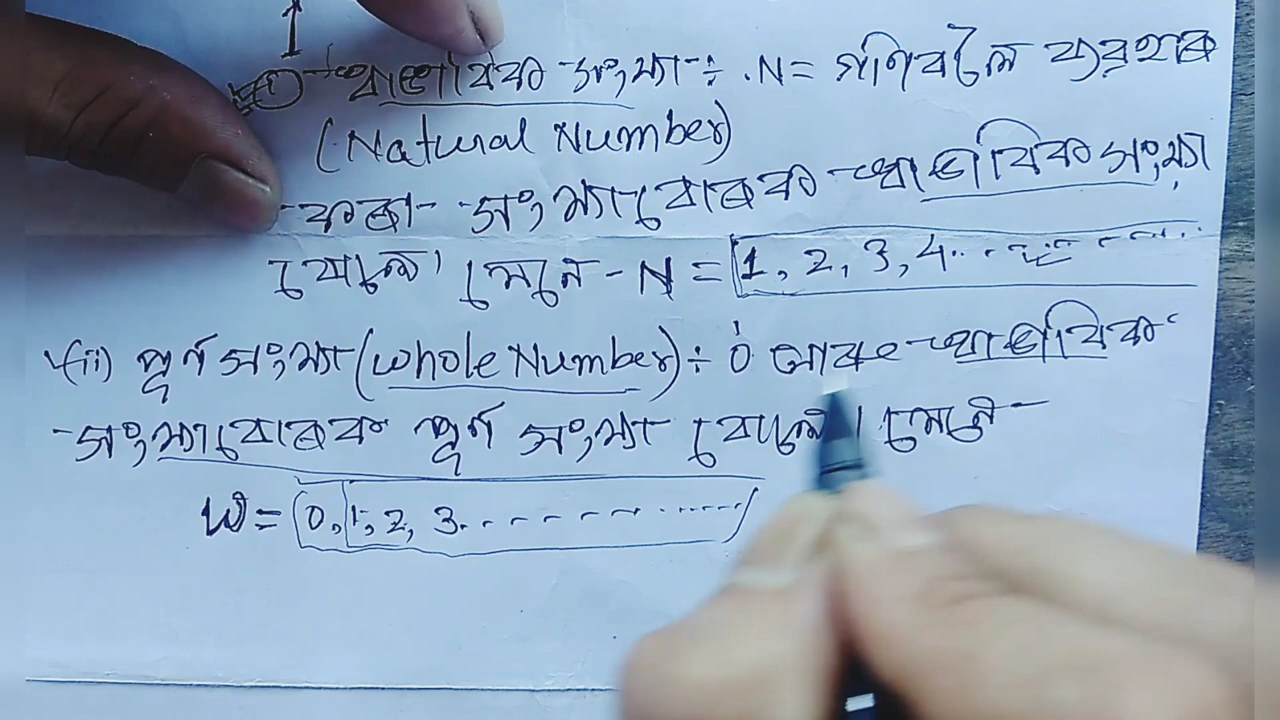 (i) স্বাভাৱিক সংখ্যা ÷ N = গণিবলৈ ব্যৱহাৰ
(Natural Number)
কৰা সংখ্যাবোৰক স্বাভাৱিক সংখ্যা
বোলে। যেনে - N = 1, 2, 3, 4.........
(ii) পূৰ্ণ সংখ্যা (Whole Number) ÷ 0 আৰু স্বাভাৱিক
সংখ্যাবোৰক পূৰ্ণ সংখ্যা বোলে। যেনে -
W = 0, 1, 2, 3.............